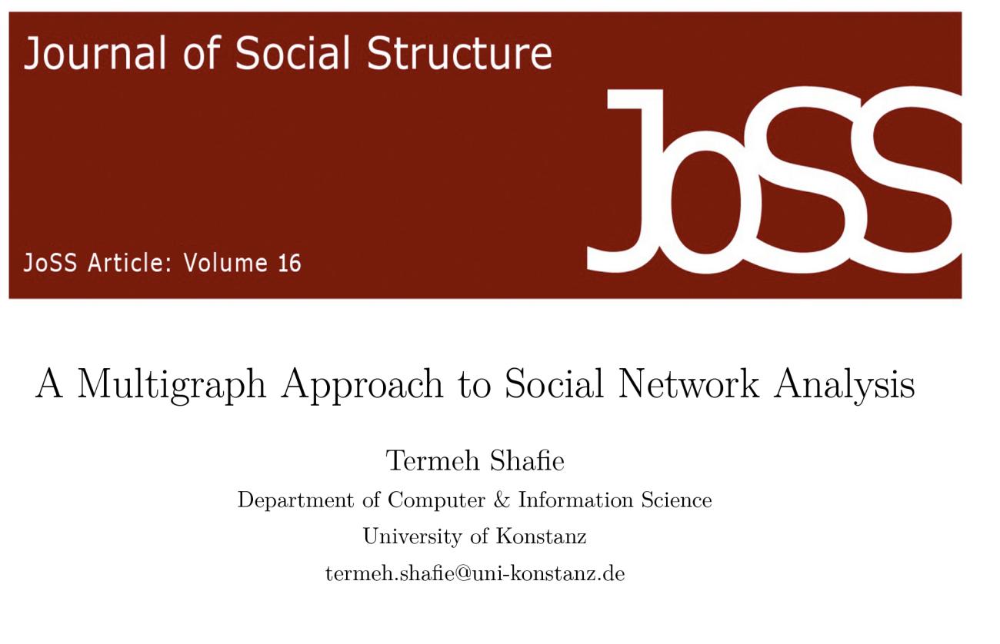 Journal of Social Structure
JoSS
JoSS Article: Volume 16
A Multigraph Approach to Social Network Analysis
Termeh Shafie
Department of Computer & Information Science
University of Konstanz
termeh.shafie@uni-konstanz.de